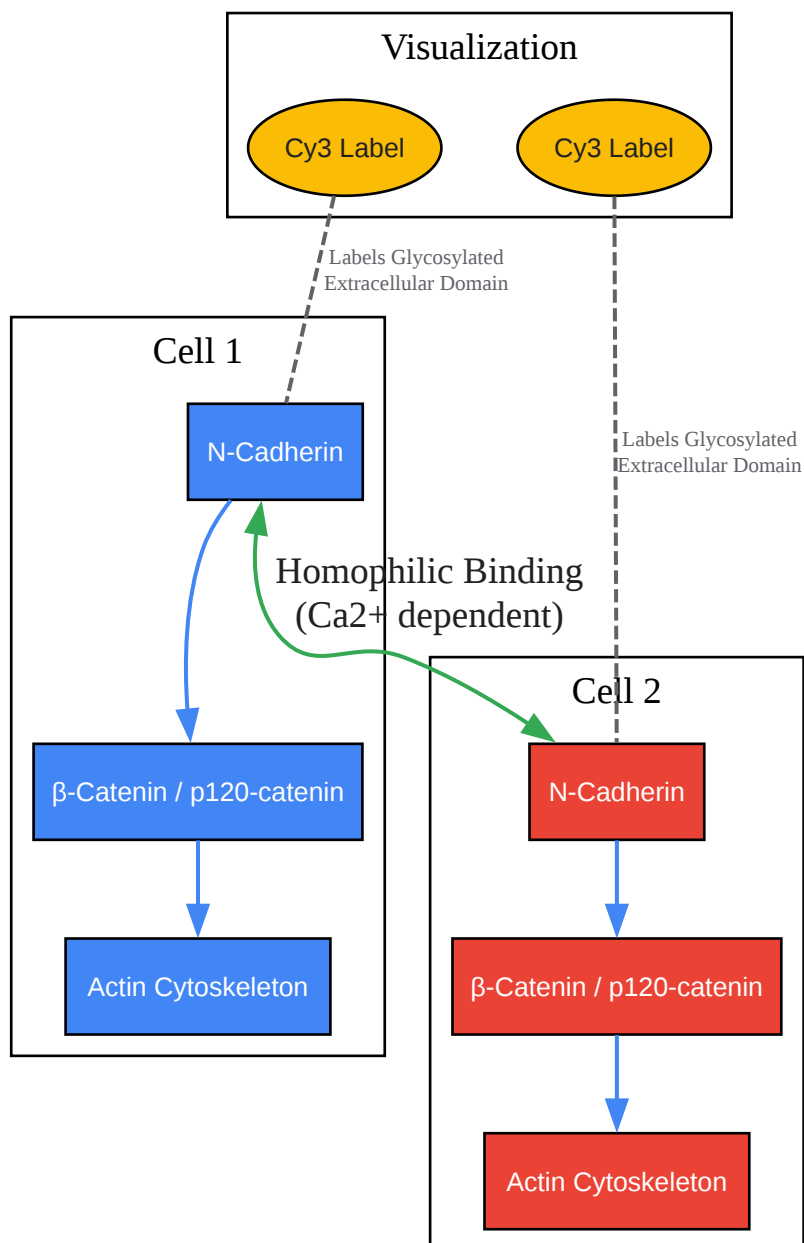 Visualization
Cy3 Label
Cy3 Label
Labels Glycosylated
Extracellular Domain
Cell 1
N-Cadherin
Labels Glycosylated
Extracellular Domain
Homophilic Binding
(Ca2+ dependent)
Cell 2
β-Catenin / p120-catenin
N-Cadherin
Actin Cytoskeleton
β-Catenin / p120-catenin
Actin Cytoskeleton